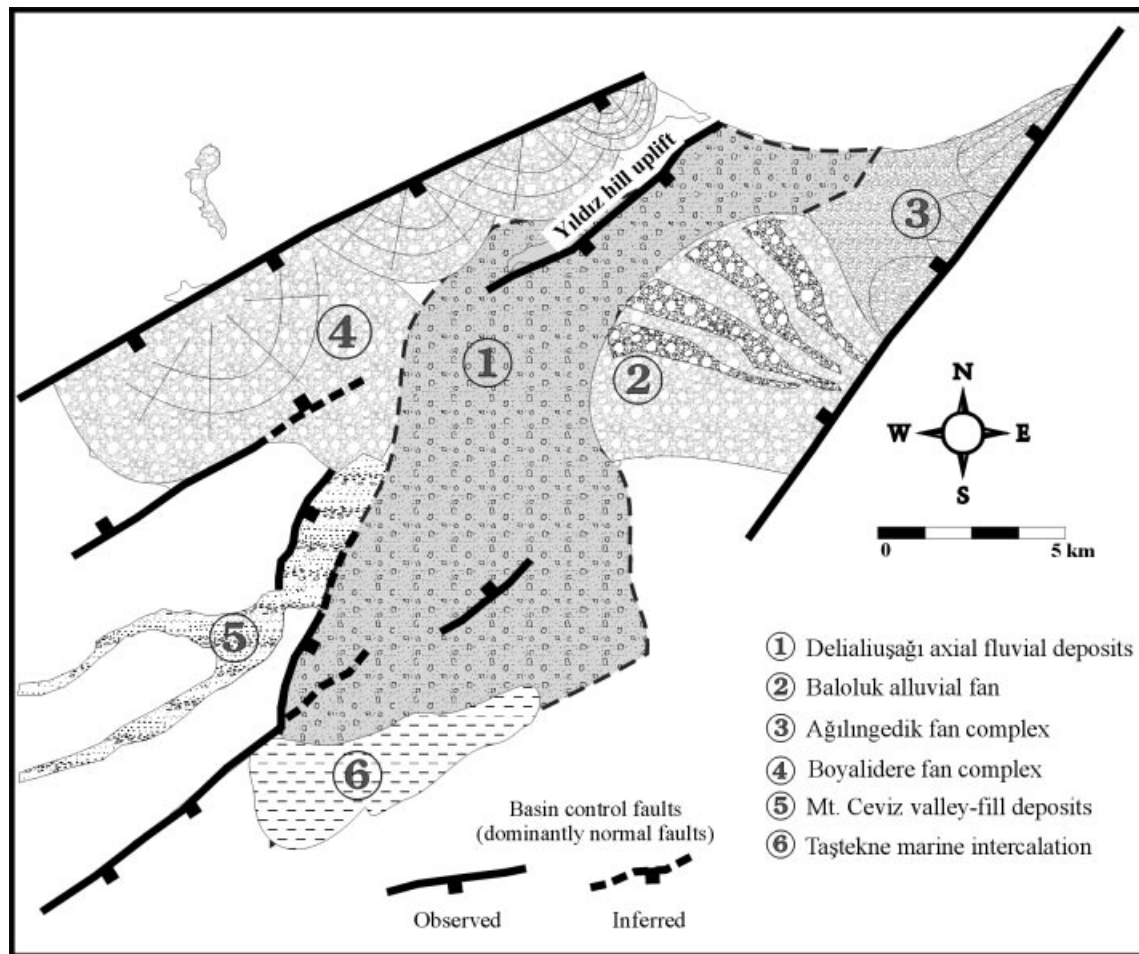 Yıldız hill uplift
3
4
1
2
N
W E
S
0 5 km
5
6
① Delialiuşağı axial fluvial deposits
② Baloluk alluvial fan
③ Ağılıngedik fan complex
④ Boyalidere fan complex
⑤ Mt. Ceviz valley-fill deposits
⑥ Taştekne marine intercalation
Basin control faults
(dominantly normal faults)
Observed Inferred